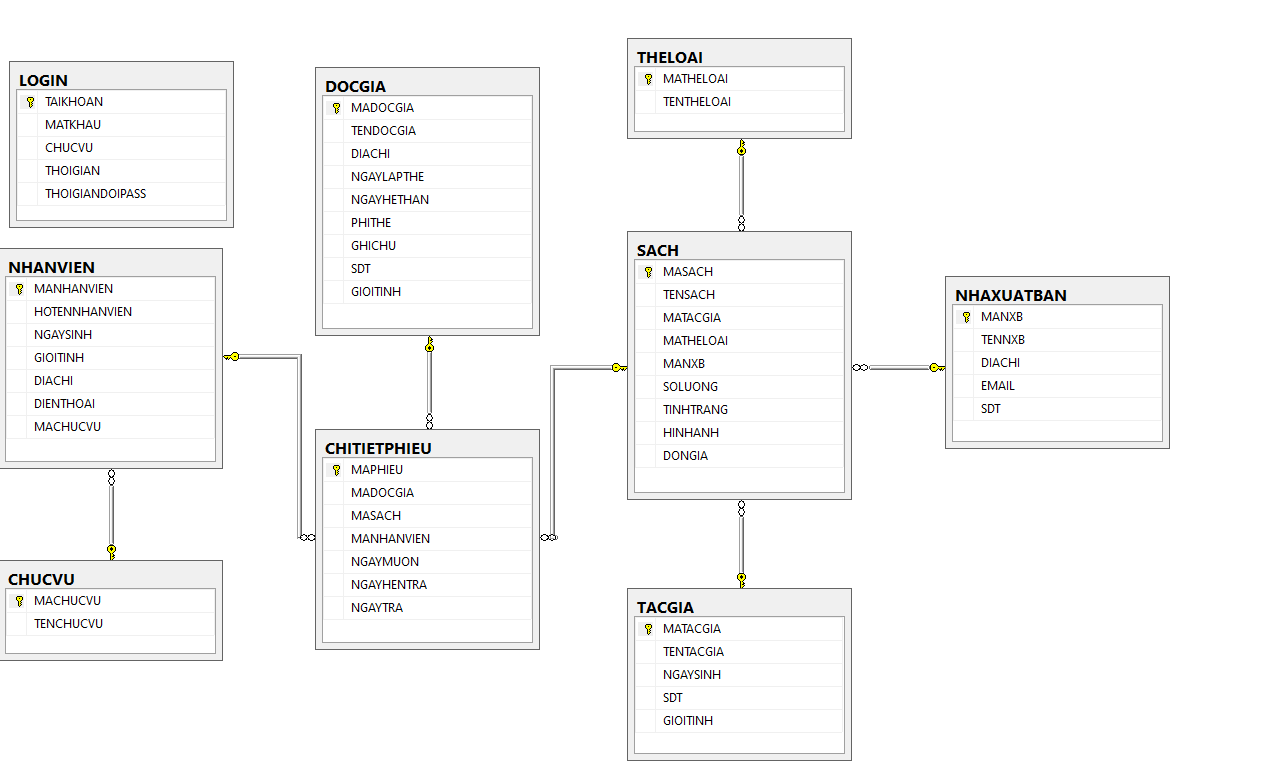 LOGIN
TAIKHOAN
MATKHAU
CHUCVU
THOIGIAN
THOIGIANDOIPASS
NHANVIEN
MANHANVIEN
HOTENNHANVIEN
NGAYSINH
GIOITINH
DIACHI
DIENTHOAI
MACHUCVU
CHUCVU
MACHUCVU
TENCHUCVU
DOCGIA
MADOCGIA
TENDOCGIA
DIACHI
NGAYLAPTHE
NGAYHETHAN
PHITHE
GHICHU
SDT
GIOITINH
CHITIETPHIEU
MAPHIEU
MADOCGIA
MASACH
MANHANVIEN
NGAYMUON
NGAYHENTRA
NGAYTRA
THELOAI
MATHELOAI
TENTHELOAI
SACH
MASACH
TENSACH
MATACGIA
MATHELOAI
MANXB
SOLUONG
TINHTRANG
HINHANH
DONGIA
TACGIA
MATACGIA
TENTACGIA
NGAYSINH
SDT
GIOITINH
NHAXUATBAN
MANXB
TENNXB
DIACHI
EMAIL
SDT